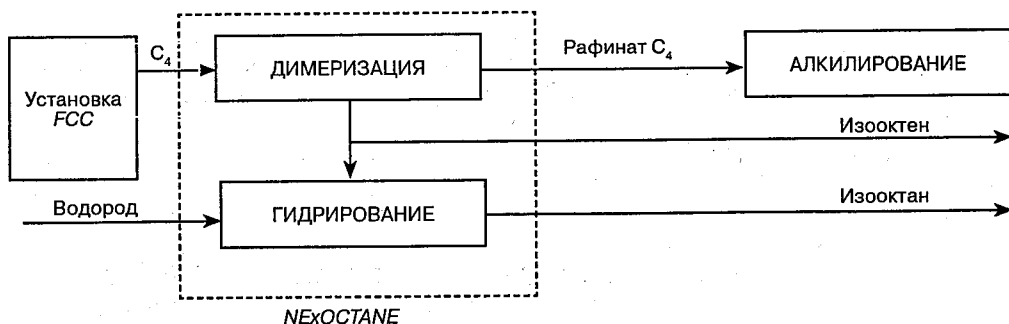 C₄
Рафинат C₄
ДИМЕРИЗАЦИЯ
АЛКИЛИРОВАНИЕ
Установка
FCC
Изооктен
Водород
ГИДРИРОВАНИЕ
Изооктан
NExOCTANE